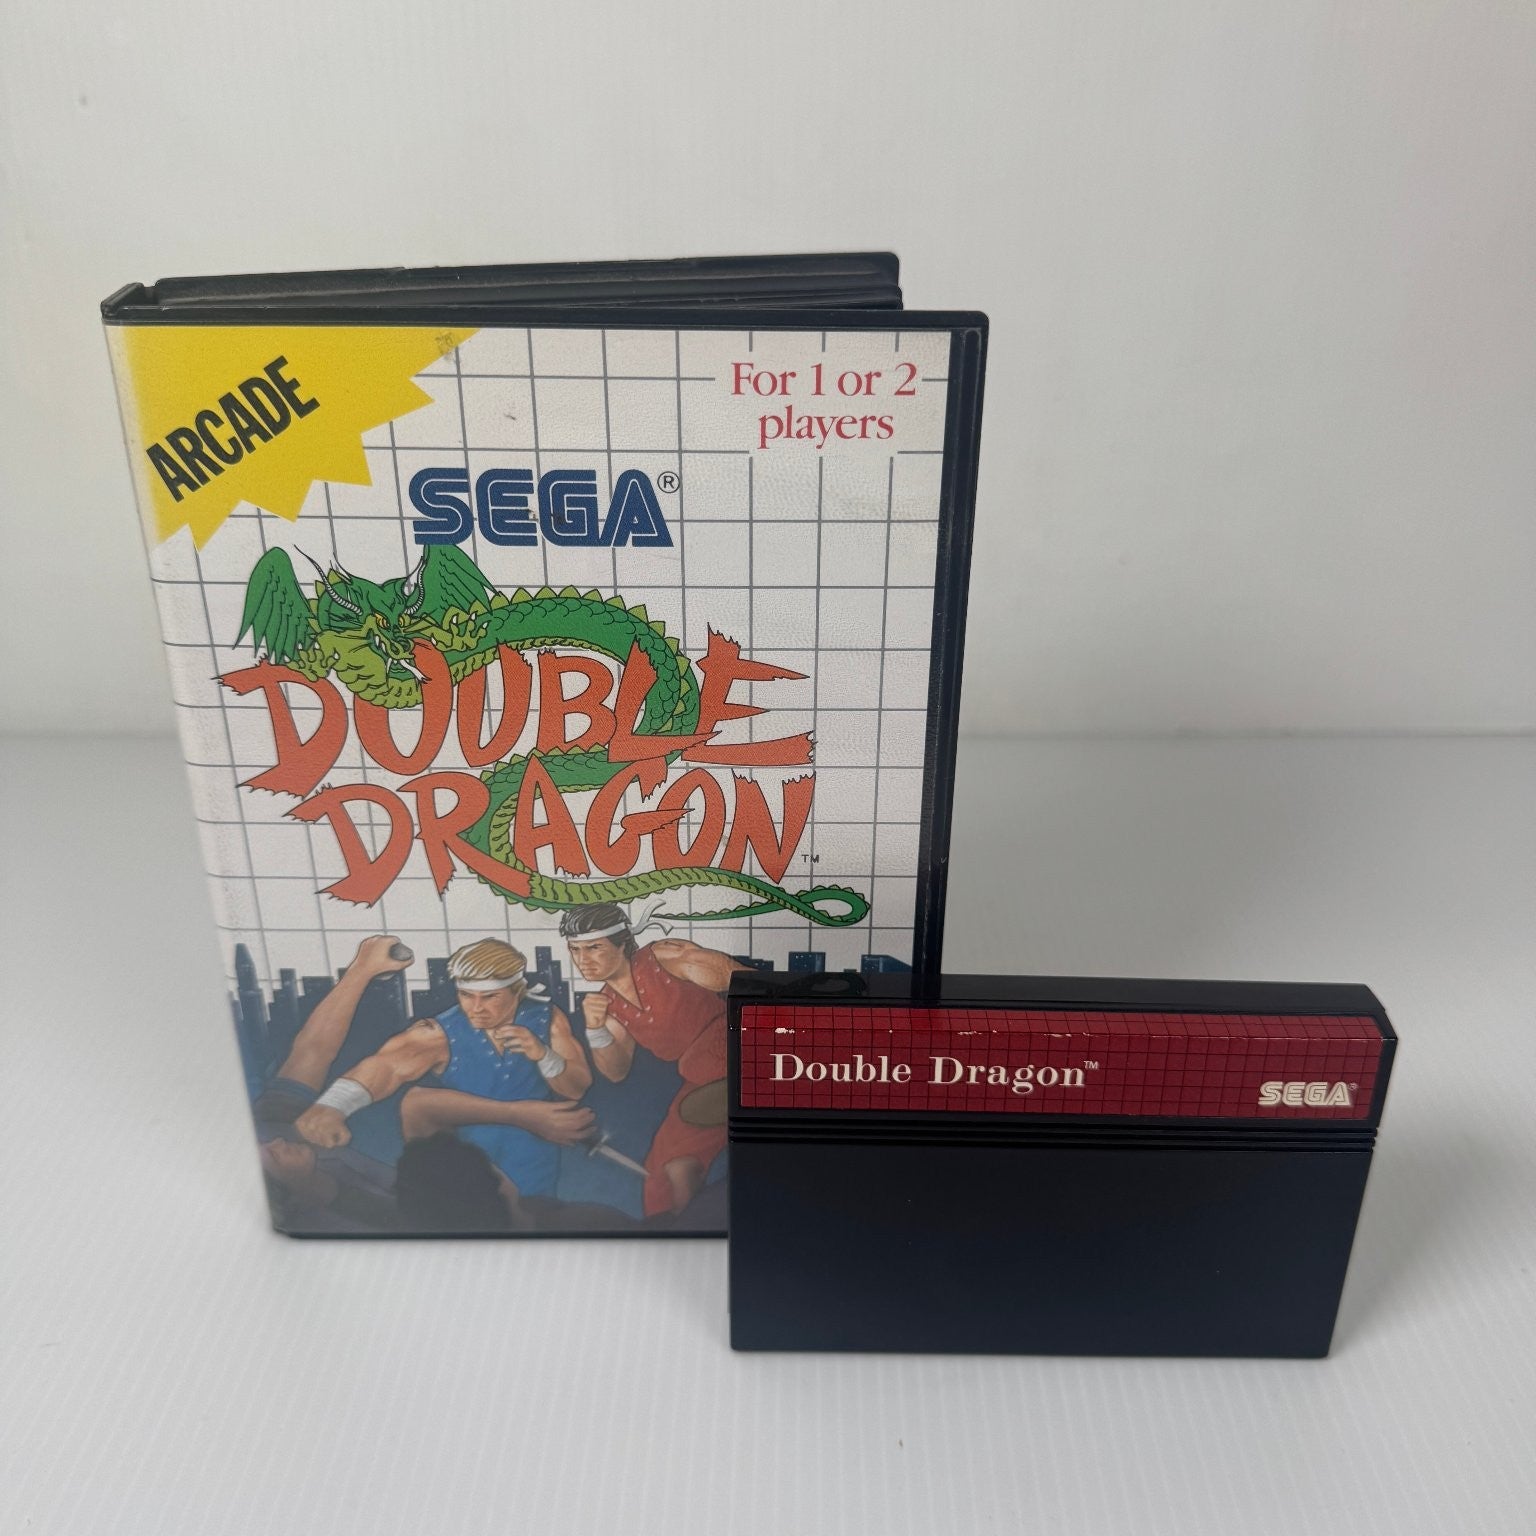 ARCADE
For 1 or 2
players
SEGA®
DOUBLE
DRAGON™
Double Dragon™
SEGA®